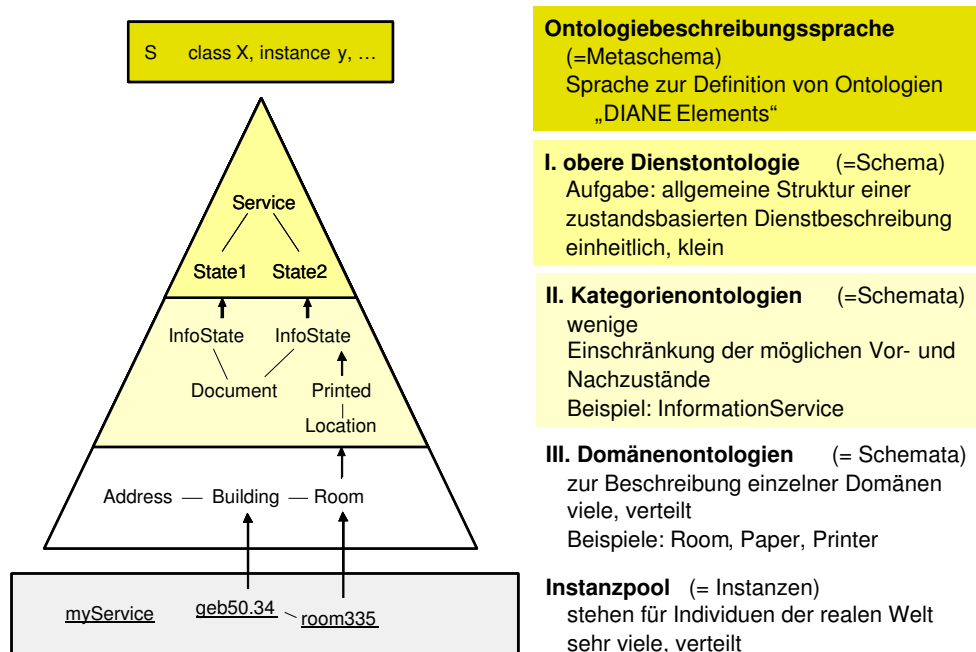 S class X, instance y, …
Service
State1 State2
InfoState InfoState
Document Printed
Location
Address Building Room
myService geb50.34 room335
Ontologiebeschreibungssprache
(=Metaschema)
Sprache zur Definition von Ontologien
„DIANE Elements“
I. obere Dienstontologie (=Schema)
Aufgabe: allgemeine Struktur einer
zustandsbasierten Dienstbeschreibung
einheitlich, klein
II. Kategorienontologien (=Schemata)
wenige
Einschränkung der möglichen Vor- und
Nachzustände
Beispiel: InformationService
III. Domänenontologien (= Schemata)
zur Beschreibung einzelner Domänen
viele, verteilt
Beispiele: Room, Paper, Printer
Instanzpool (= Instanzen)
stehen für Individuen der realen Welt
sehr viele, verteilt